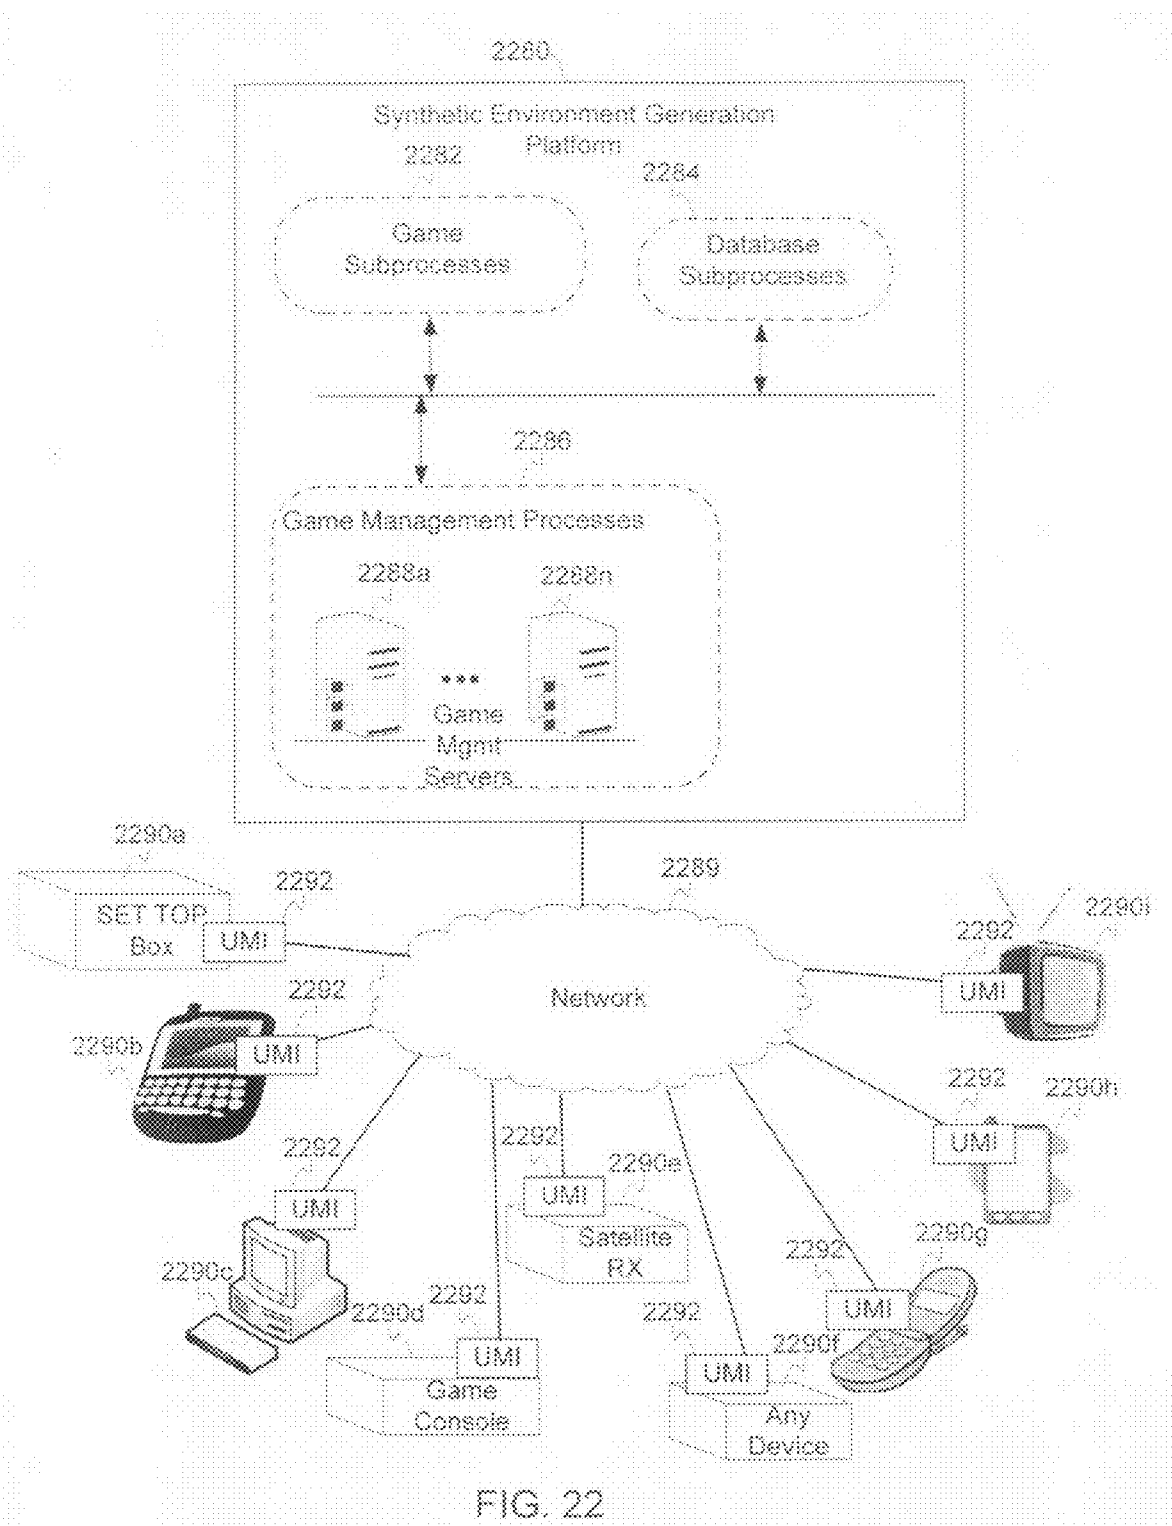 2280
Synthetic Environment Generation
Platform
2282
2284
Game
Subprocesses
Database
Subprocesses
2286
Game Management Processes
2288a
2288n
Game
Mgmt
Servers
2290a
2292
2289
SET TOP
Box
UMI
2292
2290i
UMI
Network
2292
2290b
UMI
2292
2290h
UMI
2292
UMI
2292
2290e
UMI
Satellite
RX
2290c
2290d
2292
UMI
Game
Console
2292
2290f
UMI
Any
Device
2292
2290g
UMI
FIG. 22